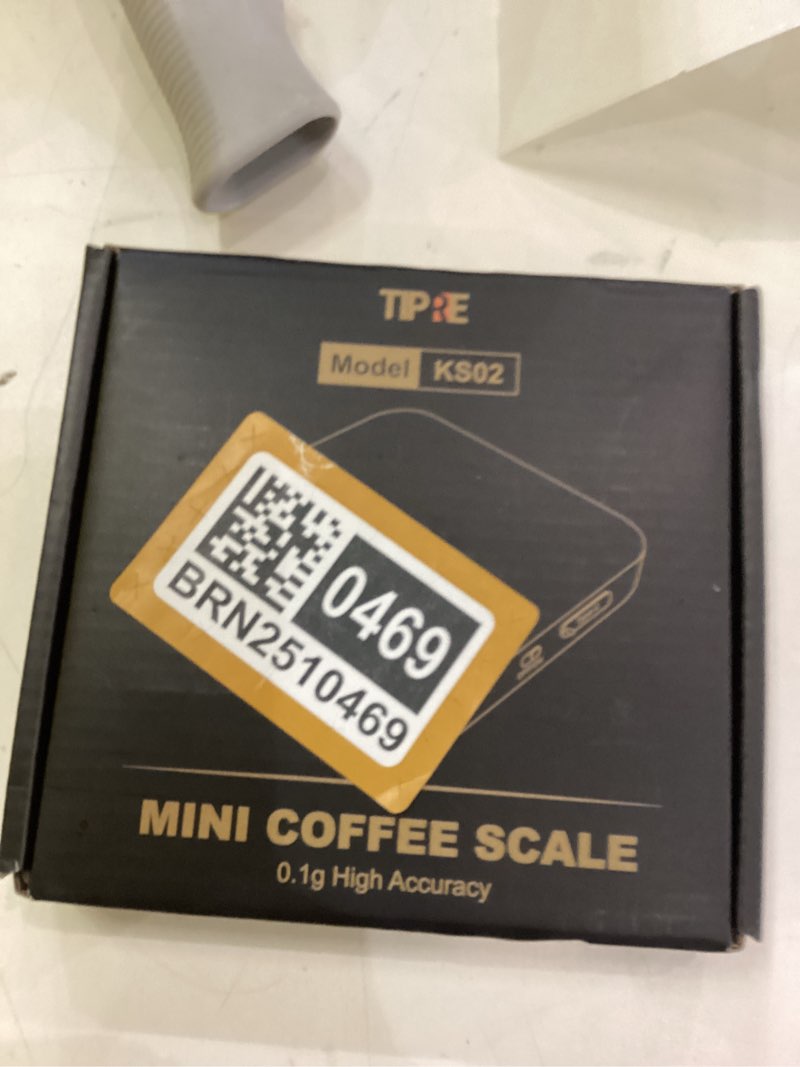 TIPRE
Model KS02
0469
BRN2510469
MINI COFFEE SCALE
0.1g High Accuracy